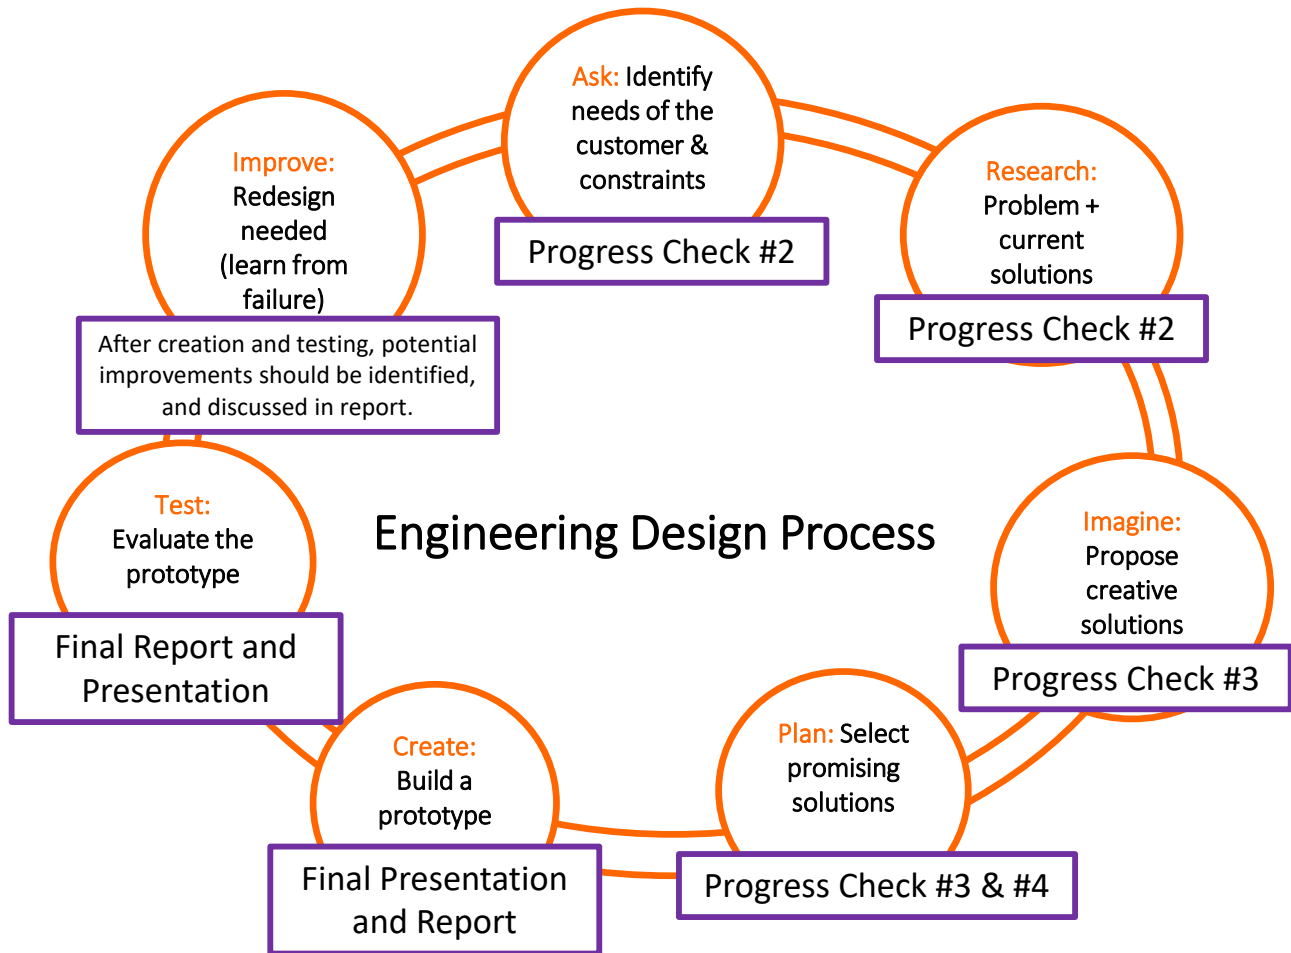 Engineering Design Process
Ask: Identify
needs of the
customer &
constraints
Progress Check #2
Research:
Problem +
current
solutions
Progress Check #2
Imagine:
Propose
creative
solutions
Progress Check #3
Plan: Select
promising
solutions
Progress Check #3 & #4
Create:
Build a
prototype
Final Presentation
and Report
Test:
Evaluate the
prototype
Final Report and
Presentation
Improve:
Redesign
needed
(learn from
failure)
After creation and testing, potential
improvements should be identified,
and discussed in report.